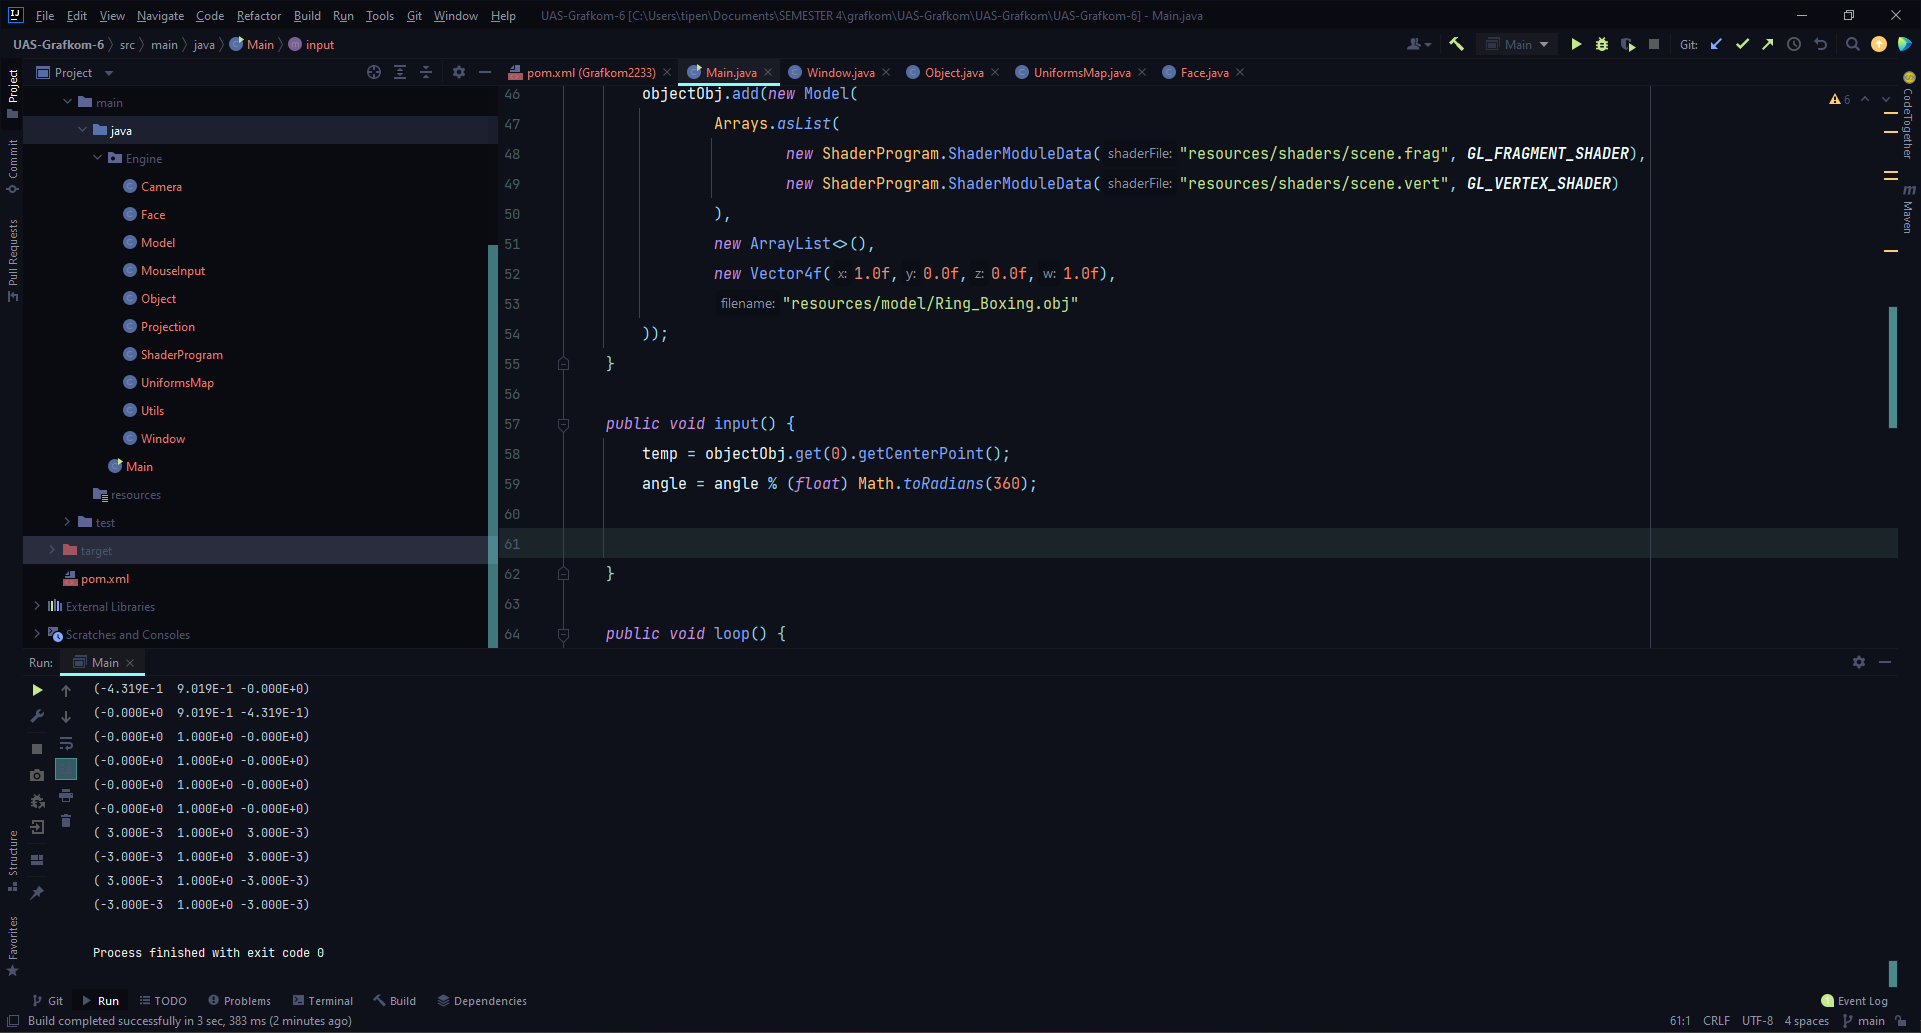 File Edit View Navigate Code Refactor Build Run Tools Git Window Help UAS-Grafkom-6 [C:\Users\tipen\Documents\SEMESTER 4\grafkom\UAS-Grafkom\UAS-Grafkom\UAS-Grafkom-6] - Main.java
UAS-Grafkom-6 src main java Main input Main Git:
Project
pom.xml (Grafkom2233) Main.java Window.java Object.java UniformsMap.java Face.java
main
java
Engine
Camera
Face
Model
MouseInput
Object
Projection
ShaderProgram
UniformsMap
Utils
Window
Main
resources
test
target
pom.xml
External Libraries
Scratches and Consoles
6
46 objectObj.add(new Model(
47 Arrays.asList(
48 new ShaderProgram.ShaderModuleData( shaderFile: "resources/shaders/scene.frag", GL_FRAGMENT_SHADER),
49 new ShaderProgram.ShaderModuleData( shaderFile: "resources/shaders/scene.vert", GL_VERTEX_SHADER)
50 ),
51 new ArrayList<>(),
52 new Vector4f( x: 1.0f, y: 0.0f, z: 0.0f, w: 1.0f),
53 filename: "resources/model/Ring_Boxing.obj"
54 ));
55 }
56
57 public void input() {
58 temp = objectObj.get(0).getCenterPoint();
59 angle = angle % (float) Math.toRadians(360);
60
61
62 }
63
64 public void loop() {
Project
Commit
Pull Requests
Structure
Favorites
CodeTogether
Maven
Run: Main
(-4.319E-1 9.019E-1 -0.000E+0)
(-0.000E+0 9.019E-1 -4.319E-1)
(-0.000E+0 1.000E+0 -0.000E+0)
(-0.000E+0 1.000E+0 -0.000E+0)
(-0.000E+0 1.000E+0 -0.000E+0)
(-0.000E+0 1.000E+0 -0.000E+0)
( 3.000E-3 1.000E+0 3.000E-3)
(-3.000E-3 1.000E+0 3.000E-3)
( 3.000E-3 1.000E+0 -3.000E-3)
(-3.000E-3 1.000E+0 -3.000E-3)
Process finished with exit code 0
Git Run TODO Problems Terminal Build Dependencies Event Log
Build completed successfully in 3 sec, 383 ms (2 minutes ago) 61:1 CRLF UTF-8 4 spaces main